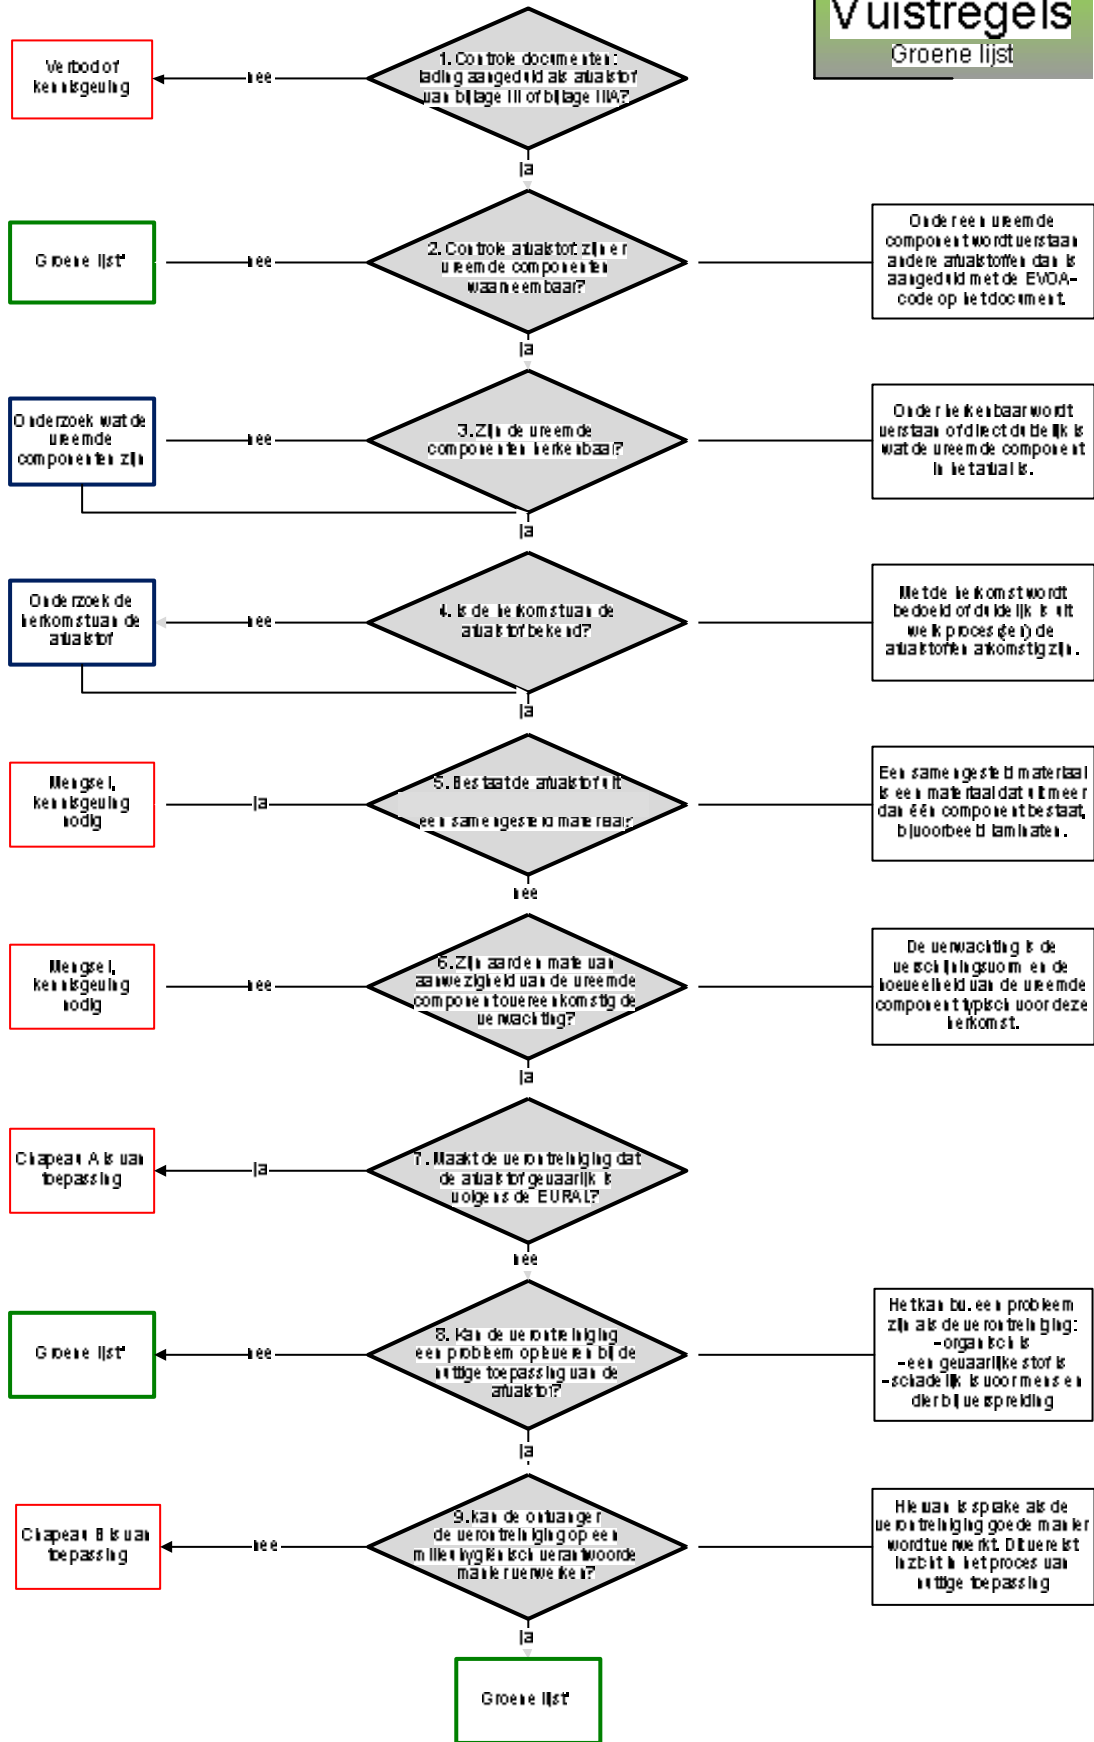 Vuistregels
Groene lijst
1. Controle documenten:
lading aangeduid als afvalstof
van bijlage III of bijlage IIIA?
nee
Verbod of
kennisgeving
ja
2. Controle afvalstof: zijn er
vreemde componenten
waarneembaar?
nee
Groene lijst*
Onder een vreemde
component wordt verstaan
andere afvalstoffen dan is
aangeduid met de EVOA-
code op het document.
ja
3. Zijn de vreemde
componenten herkenbaar?
nee
Onderzoek wat de
vreemde
componenten zijn
Onder herkenbaar wordt
verstaan of direct duidelijk is
wat de vreemde component
in het afval is.
ja
4. Is de herkomst van de
afvalstof bekend?
nee
Onderzoek de
herkomst van de
afvalstof
Met de herkomst wordt
bedoeld of duidelijk is uit
welk proces(sen) de
afvalstoffen afkomstig zijn.
ja
5. Bestaat de afvalstof uit
een samengesteld materiaal?
ja
Mengsel,
kennisgeving
nodig
Een samengesteld materiaal
is een materiaal dat uit meer
dan één component bestaat,
bijvoorbeeld laminaten.
nee
6. Zijn aard en mate van
aanwezigheid van de vreemde
component overeenkomstig de
verwachting?
nee
Mengsel,
kennisgeving
nodig
De verwachting is de
verschijningsvorm en de
hoeveelheid van de vreemde
component typisch voor deze
herkomst.
ja
7. Maakt de verontreiniging dat
de afvalstof gevaarlijk is
volgens de EURAL?
ja
Chapeau A is van
toepassing
nee
8. Kan de verontreiniging
een probleem opleveren bij de
nuttige toepassing van de
afvalstof?
nee
Groene lijst*
Het kan bv. een probleem
zijn als de verontreiniging:
-organisch is
-een gevaarlijke stof is
-schadelijk is voor mens en
dier bij verspreiding
ja
9. kan de ontvanger
de verontreiniging op een
milieuhygiënisch verantwoorde
manier verwerken?
nee
Chapeau B is van
toepassing
Hiervan is sprake als de
verontreiniging goede manier
wordt verwerkt. Dit vereist
inzicht in het proces van
nuttige toepassing
ja
Groene lijst*